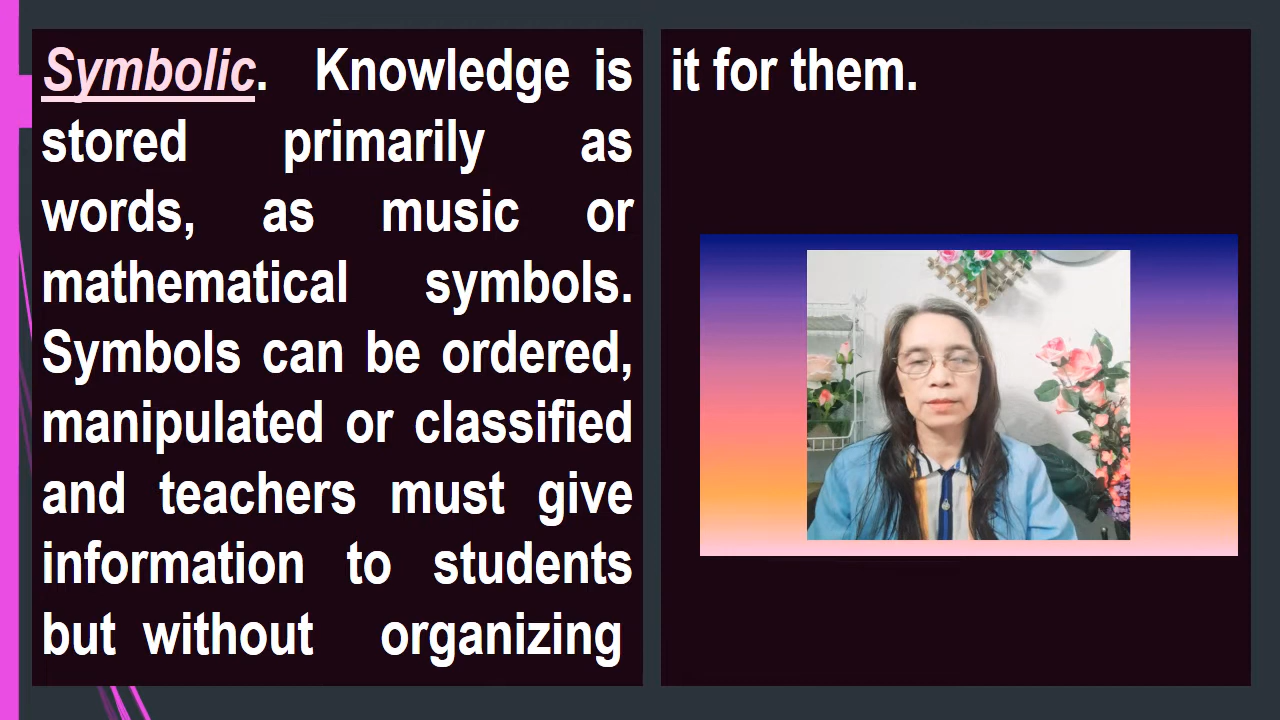 Symbolic. Knowledge is
stored primarily as
words, as music or
mathematical symbols.
Symbols can be ordered,
manipulated or classified
and teachers must give
information to students
but without organizing
it for them.